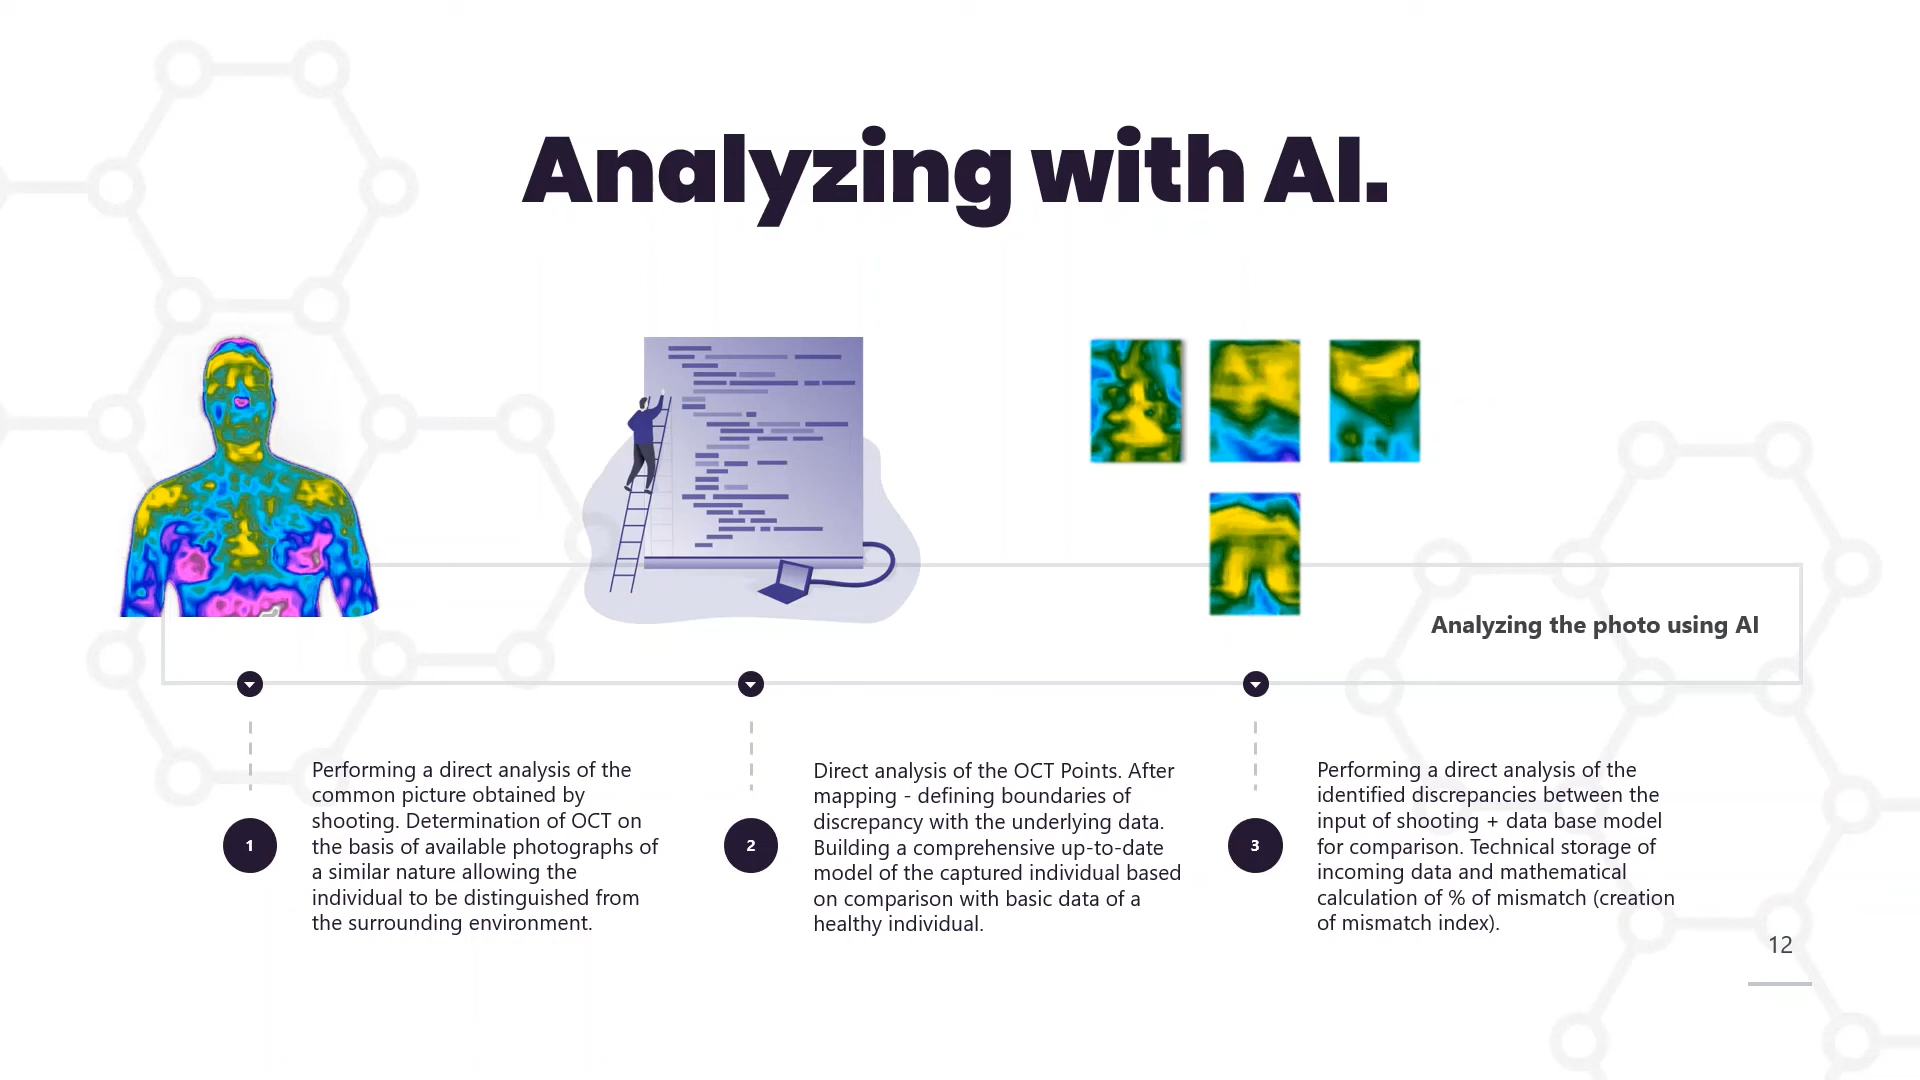 Analyzing with AI.
Analyzing the photo using AI
1
Performing a direct analysis of the
common picture obtained by
shooting. Determination of OCT on
the basis of available photographs of
a similar nature allowing the
individual to be distinguished from
the surrounding environment.
2
Direct analysis of the OCT Points. After
mapping - defining boundaries of
discrepancy with the underlying data.
Building a comprehensive up-to-date
model of the captured individual based
on comparison with basic data of a
healthy individual.
3
Performing a direct analysis of the
identified discrepancies between the
input of shooting + data base model
for comparison. Technical storage of
incoming data and mathematical
calculation of % of mismatch (creation
of mismatch index).
12